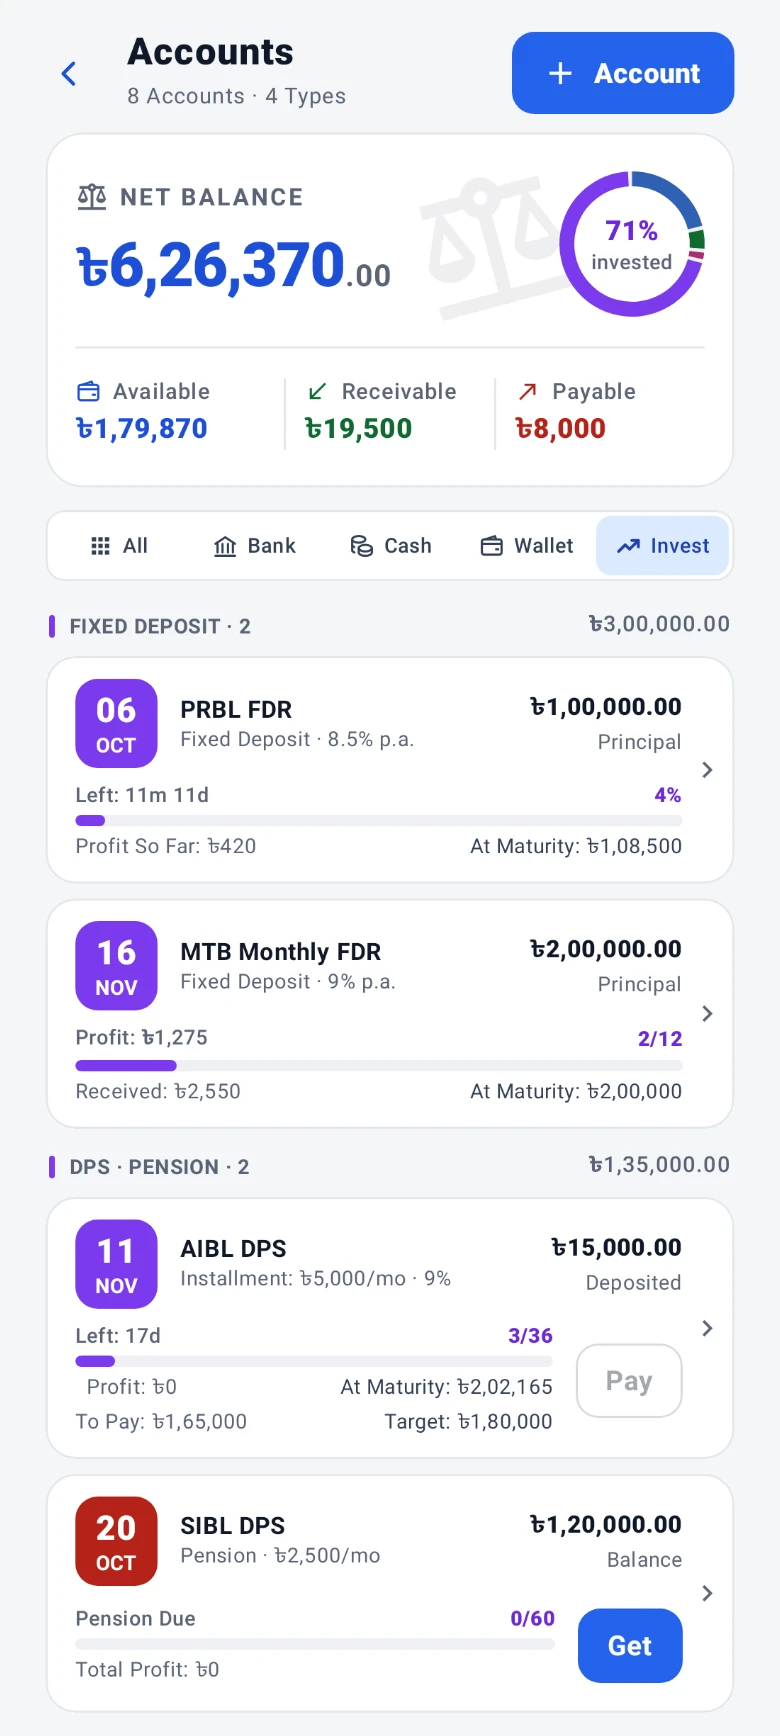 Accounts
8 Accounts · 4 Types
+ Account
NET BALANCE
৳6,26,370.00
71%
invested
Available
৳1,79,870
Receivable
৳19,500
Payable
৳8,000
All
Bank
Cash
Wallet
Invest
FIXED DEPOSIT · 2
৳3,00,000.00
06
OCT
PRBL FDR
Fixed Deposit · 8.5% p.a.
৳1,00,000.00
Principal
Left: 11m 11d
4%
Profit So Far: ৳420
At Maturity: ৳1,08,500
16
NOV
MTB Monthly FDR
Fixed Deposit · 9% p.a.
৳2,00,000.00
Principal
Profit: ৳1,275
2/12
Received: ৳2,550
At Maturity: ৳2,00,000
DPS · PENSION · 2
৳1,35,000.00
11
NOV
AIBL DPS
Installment: ৳5,000/mo · 9%
৳15,000.00
Deposited
Left: 17d
3/36
Profit: ৳0
At Maturity: ৳2,02,165
To Pay: ৳1,65,000
Target: ৳1,80,000
Pay
20
OCT
SIBL DPS
Pension · ৳2,500/mo
৳1,20,000.00
Balance
Pension Due
0/60
Total Profit: ৳0
Get